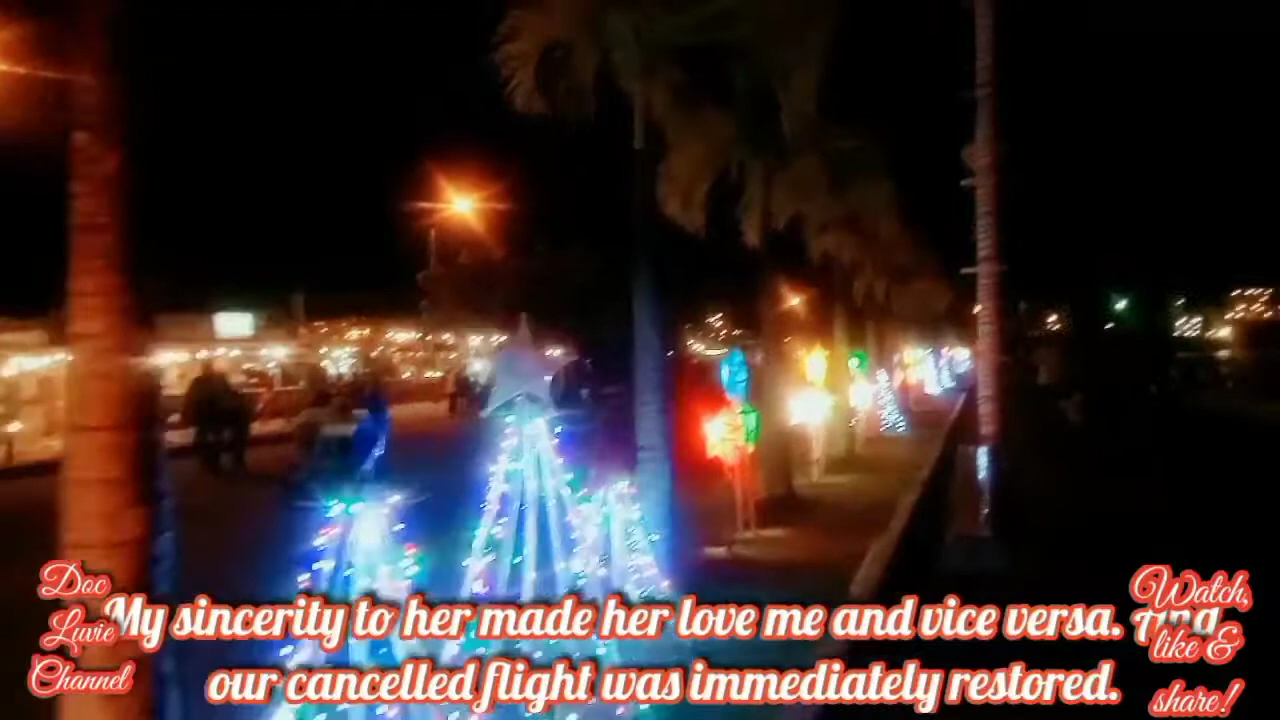 My sincerity to her made her love me and vice versa. And
our cancelled flight was immediately restored.
Doc
Luvie
Channel
Watch,
like &
share!